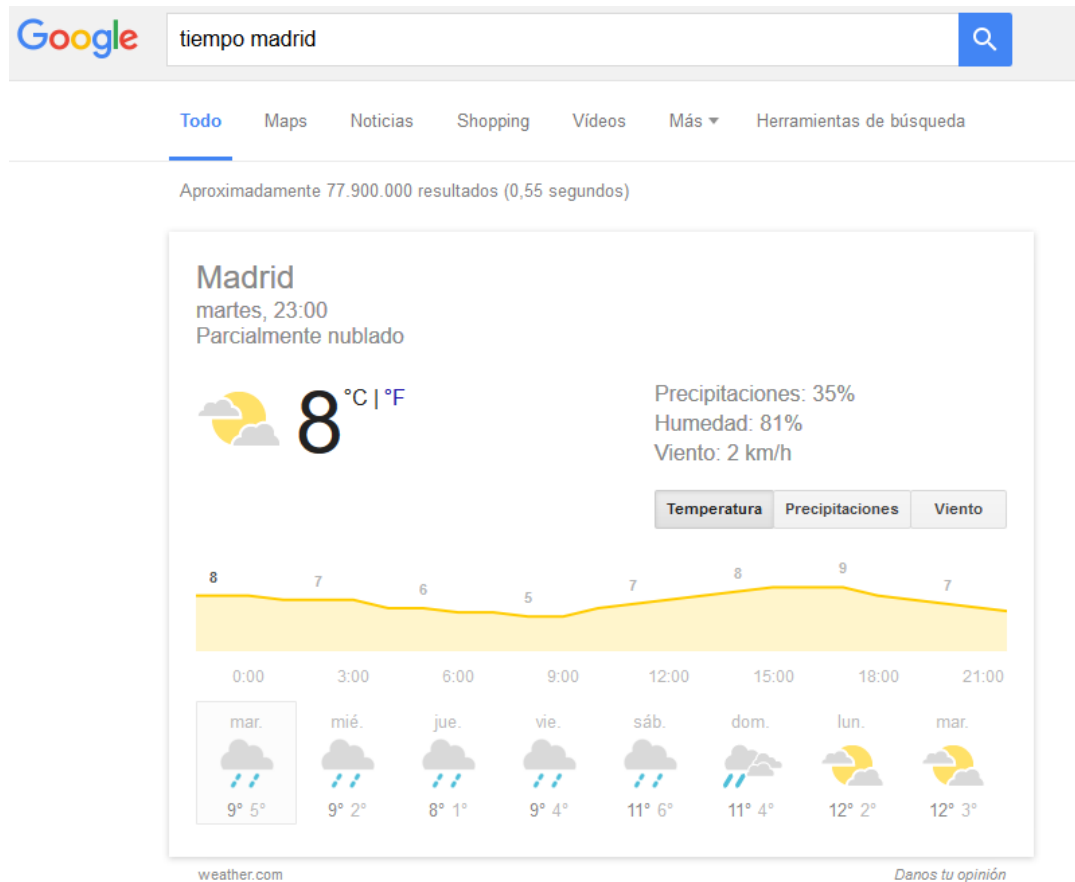 Google
tiempo madrid
Todo Maps Noticias Shopping Vídeos Más Herramientas de búsqueda
Aproximadamente 77.900.000 resultados (0,55 segundos)
Madrid
martes, 23:00
Parcialmente nublado
8 °C | °F
Precipitaciones: 35%
Humedad: 81%
Viento: 2 km/h
Temperatura Precipitaciones Viento
8 7 6 5 7 8 9 7
0:00 3:00 6:00 9:00 12:00 15:00 18:00 21:00
mar. mié. jue. vie. sáb. dom. lun. mar.
9° 5° 9° 2° 8° 1° 9° 4° 11° 6° 11° 4° 12° 2° 12° 3°
weather.com Danos tu opinión